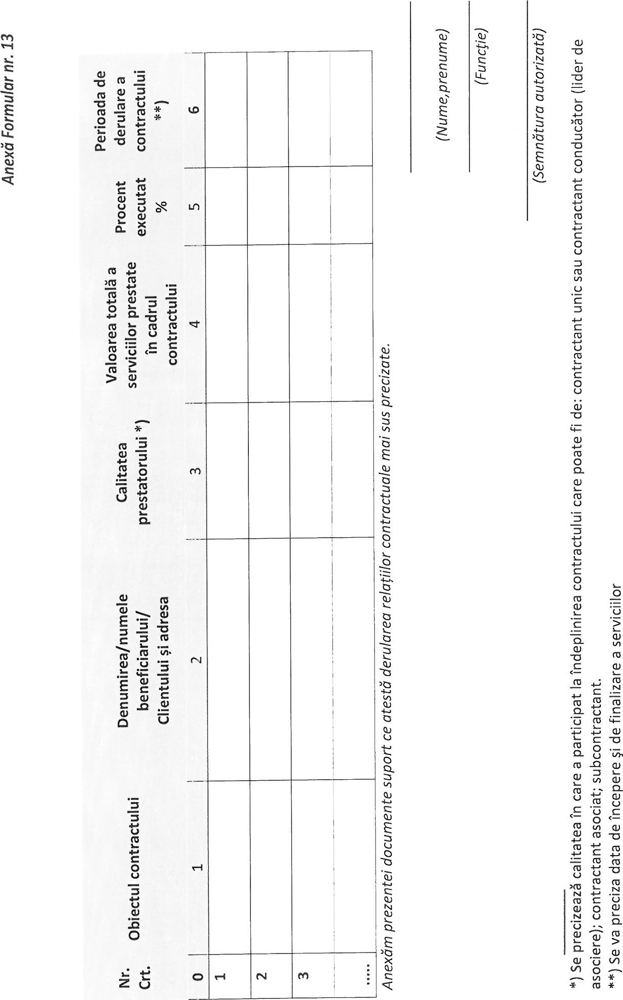 Anexă Formular nr. 13
Nr. Crt.
Obiectul contractului
Denumirea/numele
beneficiarului/
Clientului și adresa
Calitatea
prestatorului *)
Valoarea totală a
serviciilor prestate
în cadrul
contractului
Procent
executat
%
Perioada de
derulare a
contractului
**)
0 1 2 3 4 5 6
1
2
3
.....
Anexăm prezentei documente suport ce atestă derularea relațiilor contractuale mai sus precizate.
(Nume,prenume)
(Funcţie)
(Semnătura autorizată)
*) Se precizează calitatea în care a participat la îndeplinirea contractului care poate fi de: contractant unic sau contractant conducător (lider de
asociere); contractant asociat; subcontractant.
**) Se va preciza data de începere şi de finalizare a serviciilor